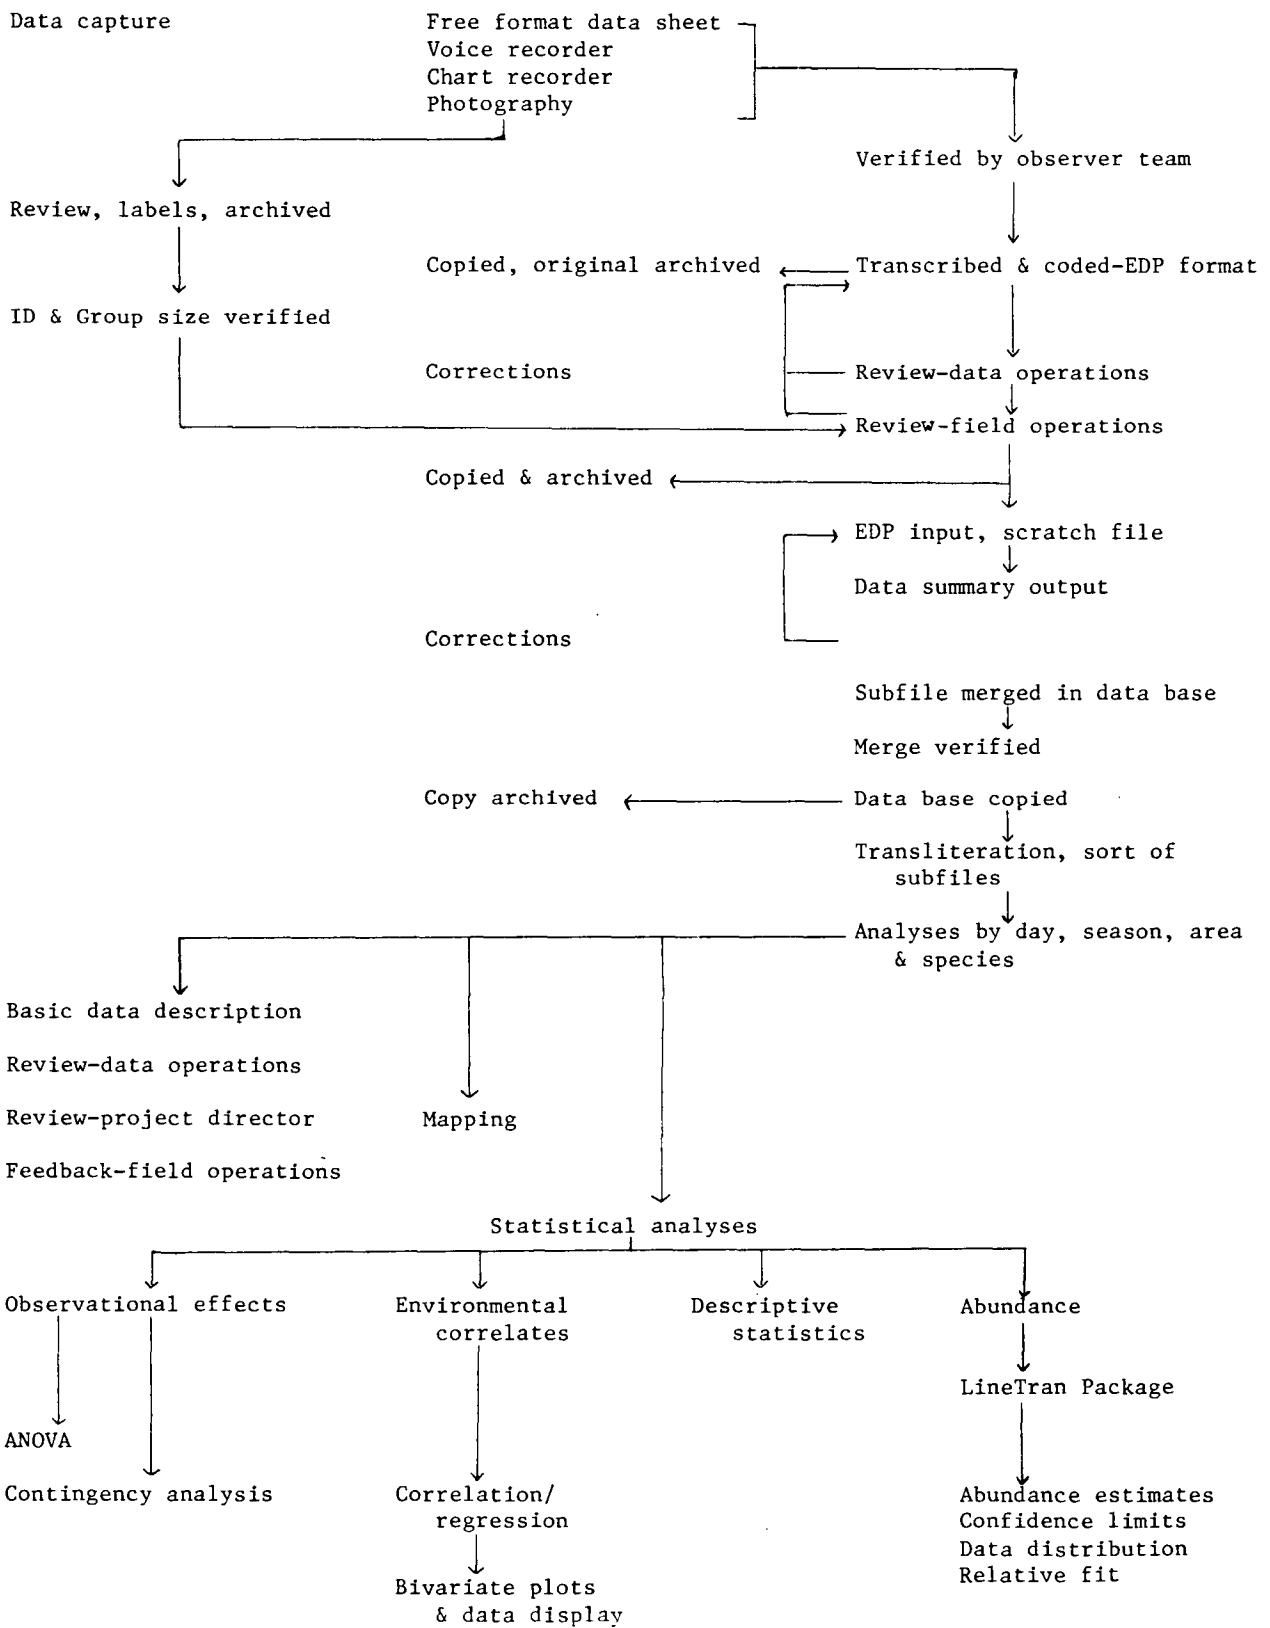 Data capture
Free format data sheet
Voice recorder
Chart recorder
Photography
Verified by observer team
Review, labels, archived
Copied, original archived
Transcribed & coded-EDP format
ID & Group size verified
Corrections
Review-data operations
Review-field operations
Copied & archived
EDP input, scratch file
Data summary output
Corrections
Subfile merged in data base
Merge verified
Copy archived
Data base copied
Transliteration, sort of
subfiles
Analyses by day, season, area
& species
Basic data description
Review-data operations
Review-project director
Mapping
Feedback-field operations
Statistical analyses
Observational effects
Environmental
correlates
Descriptive
statistics
Abundance
LineTran Package
ANOVA
Contingency analysis
Correlation/
regression
Abundance estimates
Confidence limits
Data distribution
Relative fit
Bivariate plots
& data display